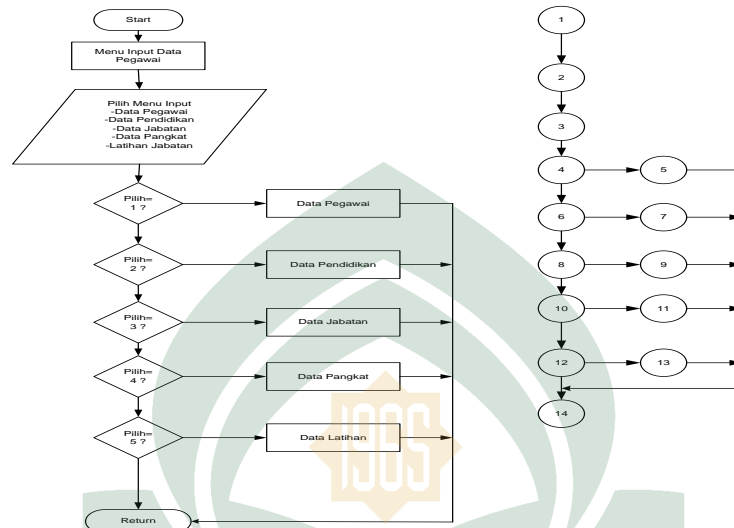 Start
Menu Input Data
Pegawai
Pilih Menu Input
-Data Pegawai
-Data Pendidikan
-Data Jabatan
-Data Pangkat
-Latihan Jabatan
Pilih=
1 ?
Data Pegawai
Pilih=
2 ?
Data Pendidikan
Pilih=
3 ?
Data Jabatan
Pilih=
4 ?
Data Pangkat
Pilih=
5 ?
Data Latihan
Return
1
2
3
4
5
6
7
8
9
10
11
12
13
14